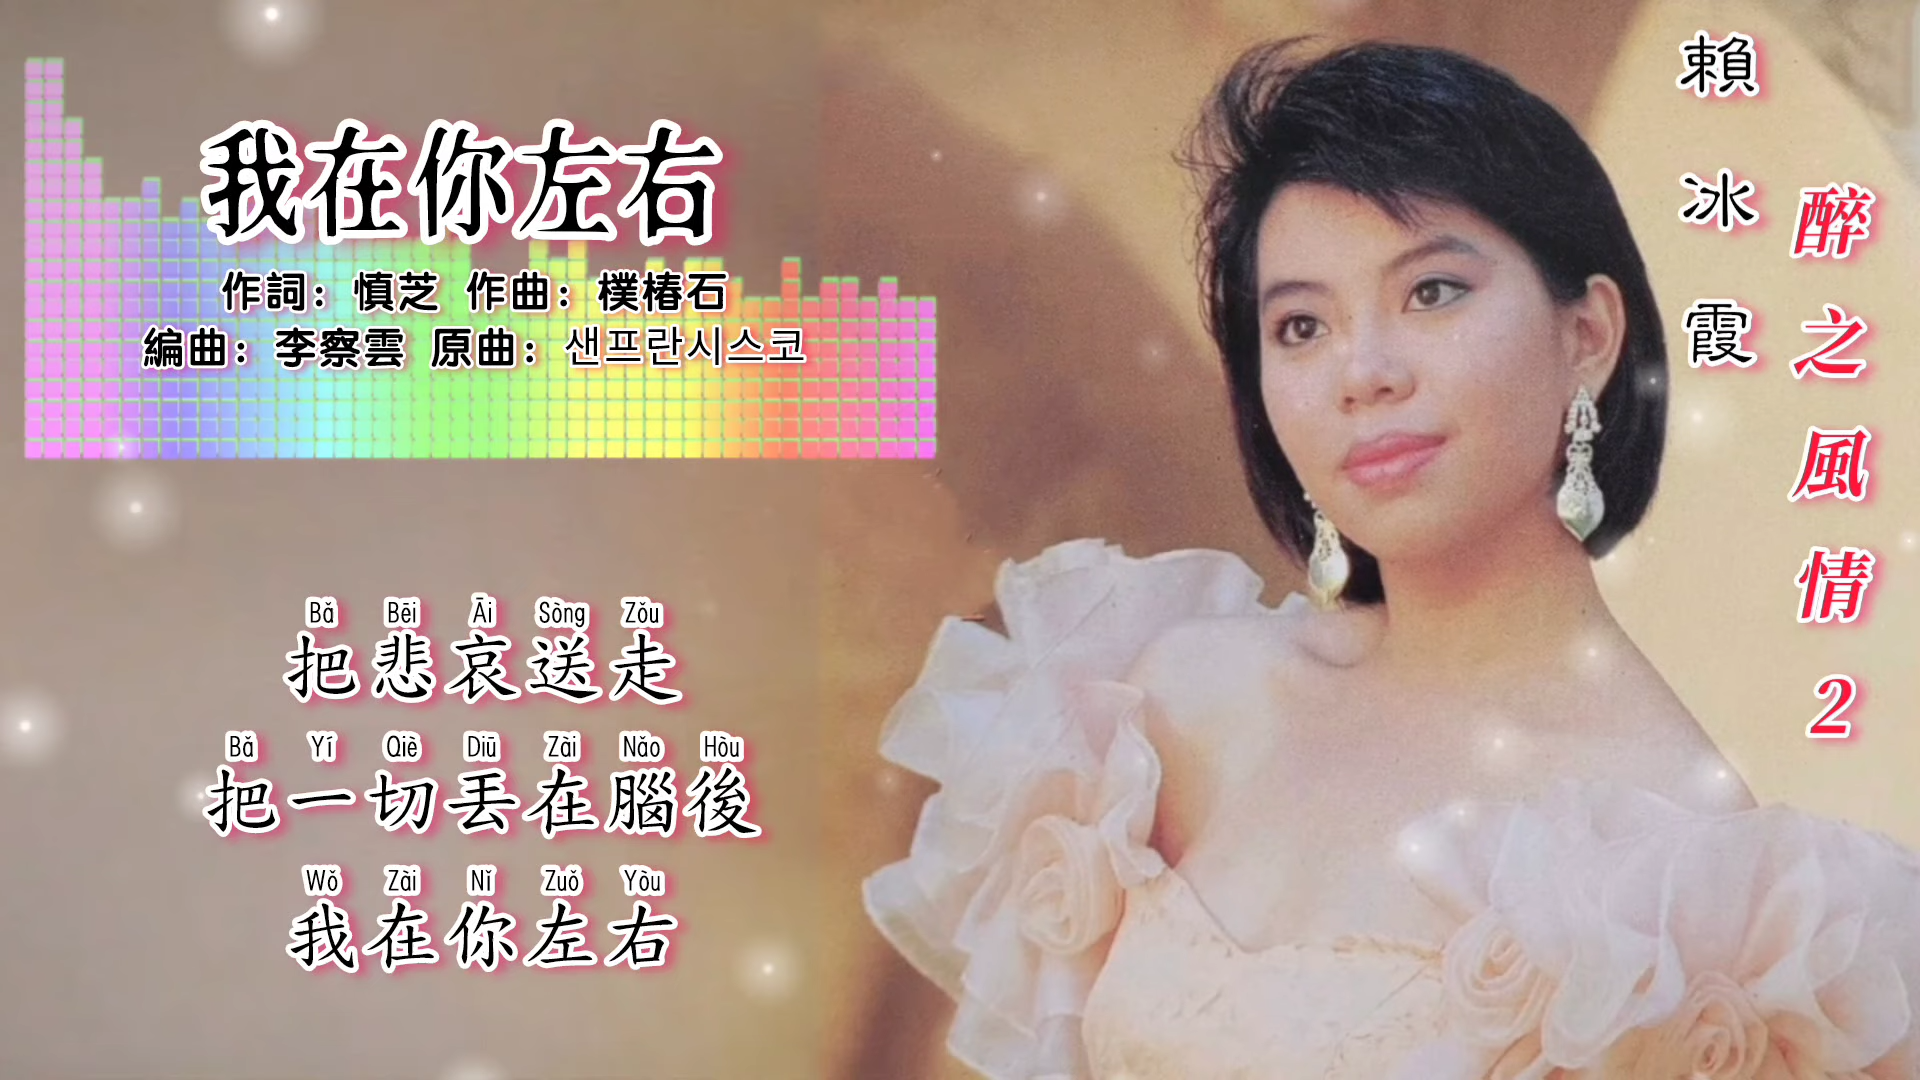 我在你左右
作詞：慎芝 作曲：樸椿石
編曲：李察雲 原曲：샌프란시스코
賴冰霞
醉之風情2
Bǎ Bēi Āi Sòng Zǒu
把悲哀送走
Bǎ Yí Qiè Diū Zài Nǎo Hòu
把一切丟在腦後
Wǒ Zài Nǐ Zuǒ Yòu
我在你左右